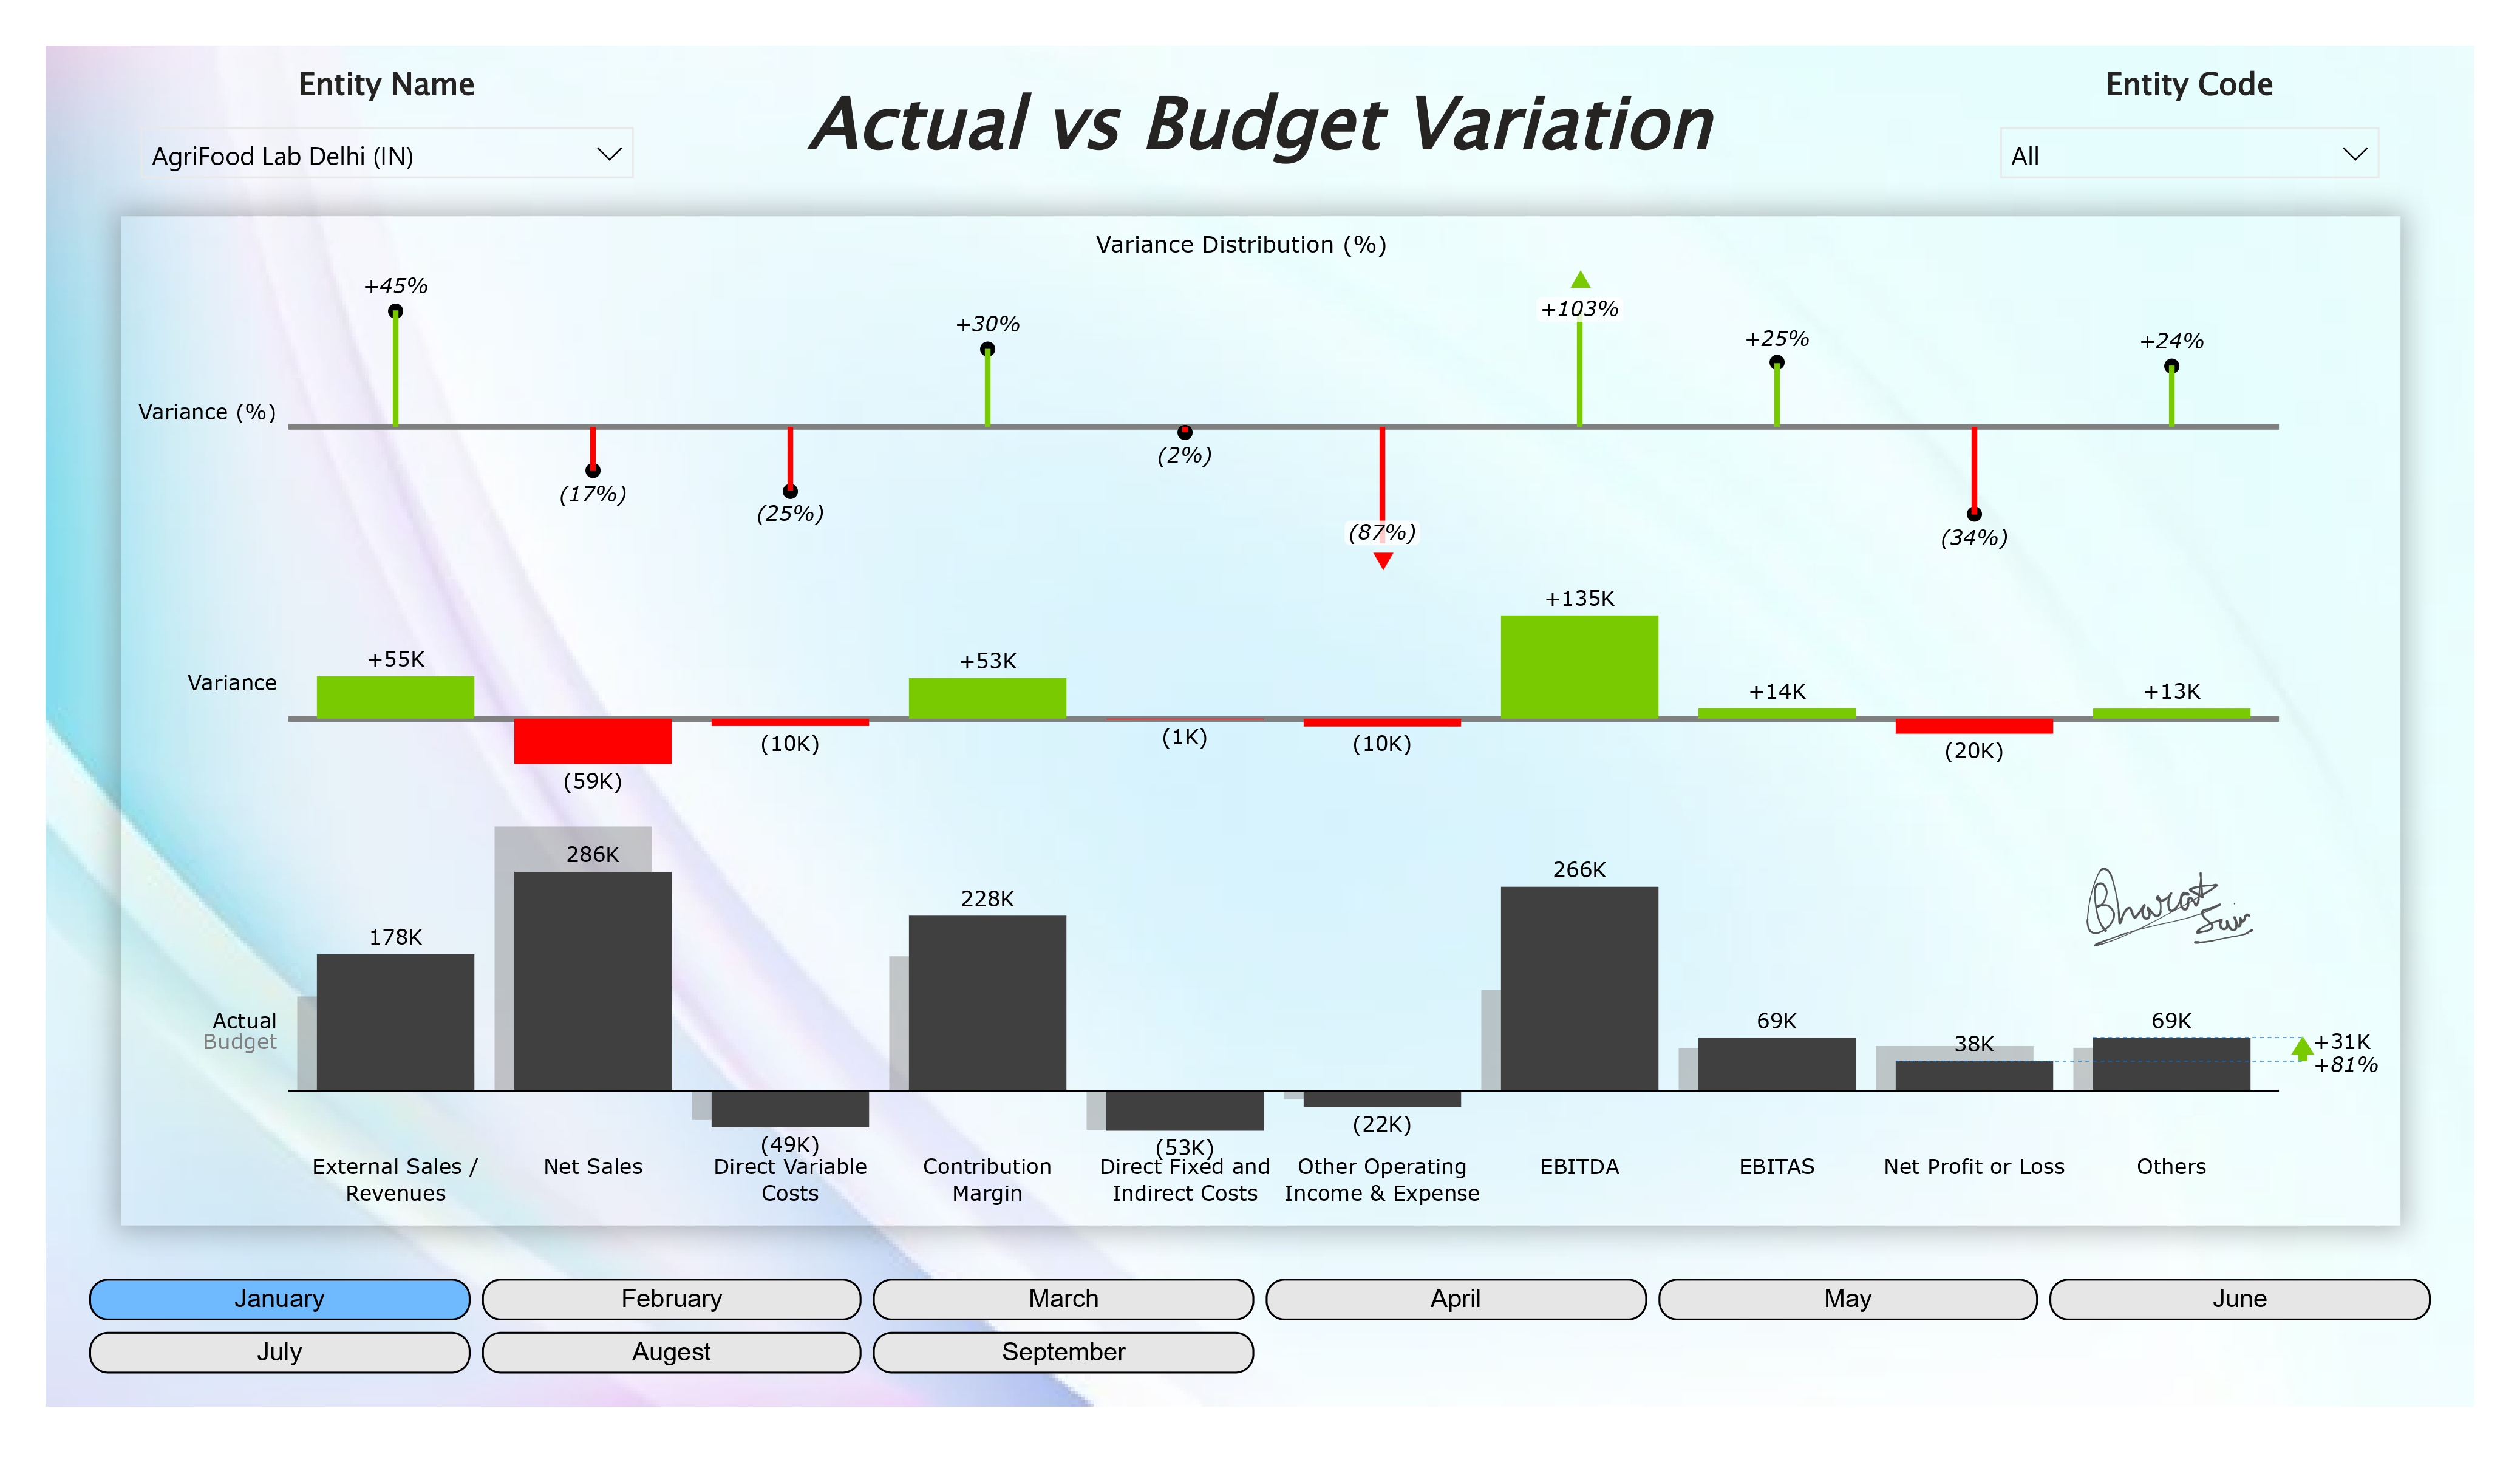 Entity Name
Actual vs Budget Variation
Entity Code
AgriFood Lab Delhi (IN)
All
Variance Distribution (%)
+45%
+30%
+103%
+25%
+24%
Variance (%)
(17%)
(25%)
(2%)
(87%)
(34%)
+55K
+53K
+135K
+14K
+13K
Variance
(59K)
(10K)
(1K)
(10K)
(20K)
178K
286K
228K
266K
69K
38K
69K
Bharat
Actual
Budget
+31K
+81%
(49K)
(53K)
(22K)
External Sales /
Revenues
Net Sales
Direct Variable
Costs
Contribution
Margin
Direct Fixed and
Indirect Costs
Other Operating
Income & Expense
EBITDA
EBITAS
Net Profit or Loss
Others
January
February
March
April
May
June
July
Augest
September